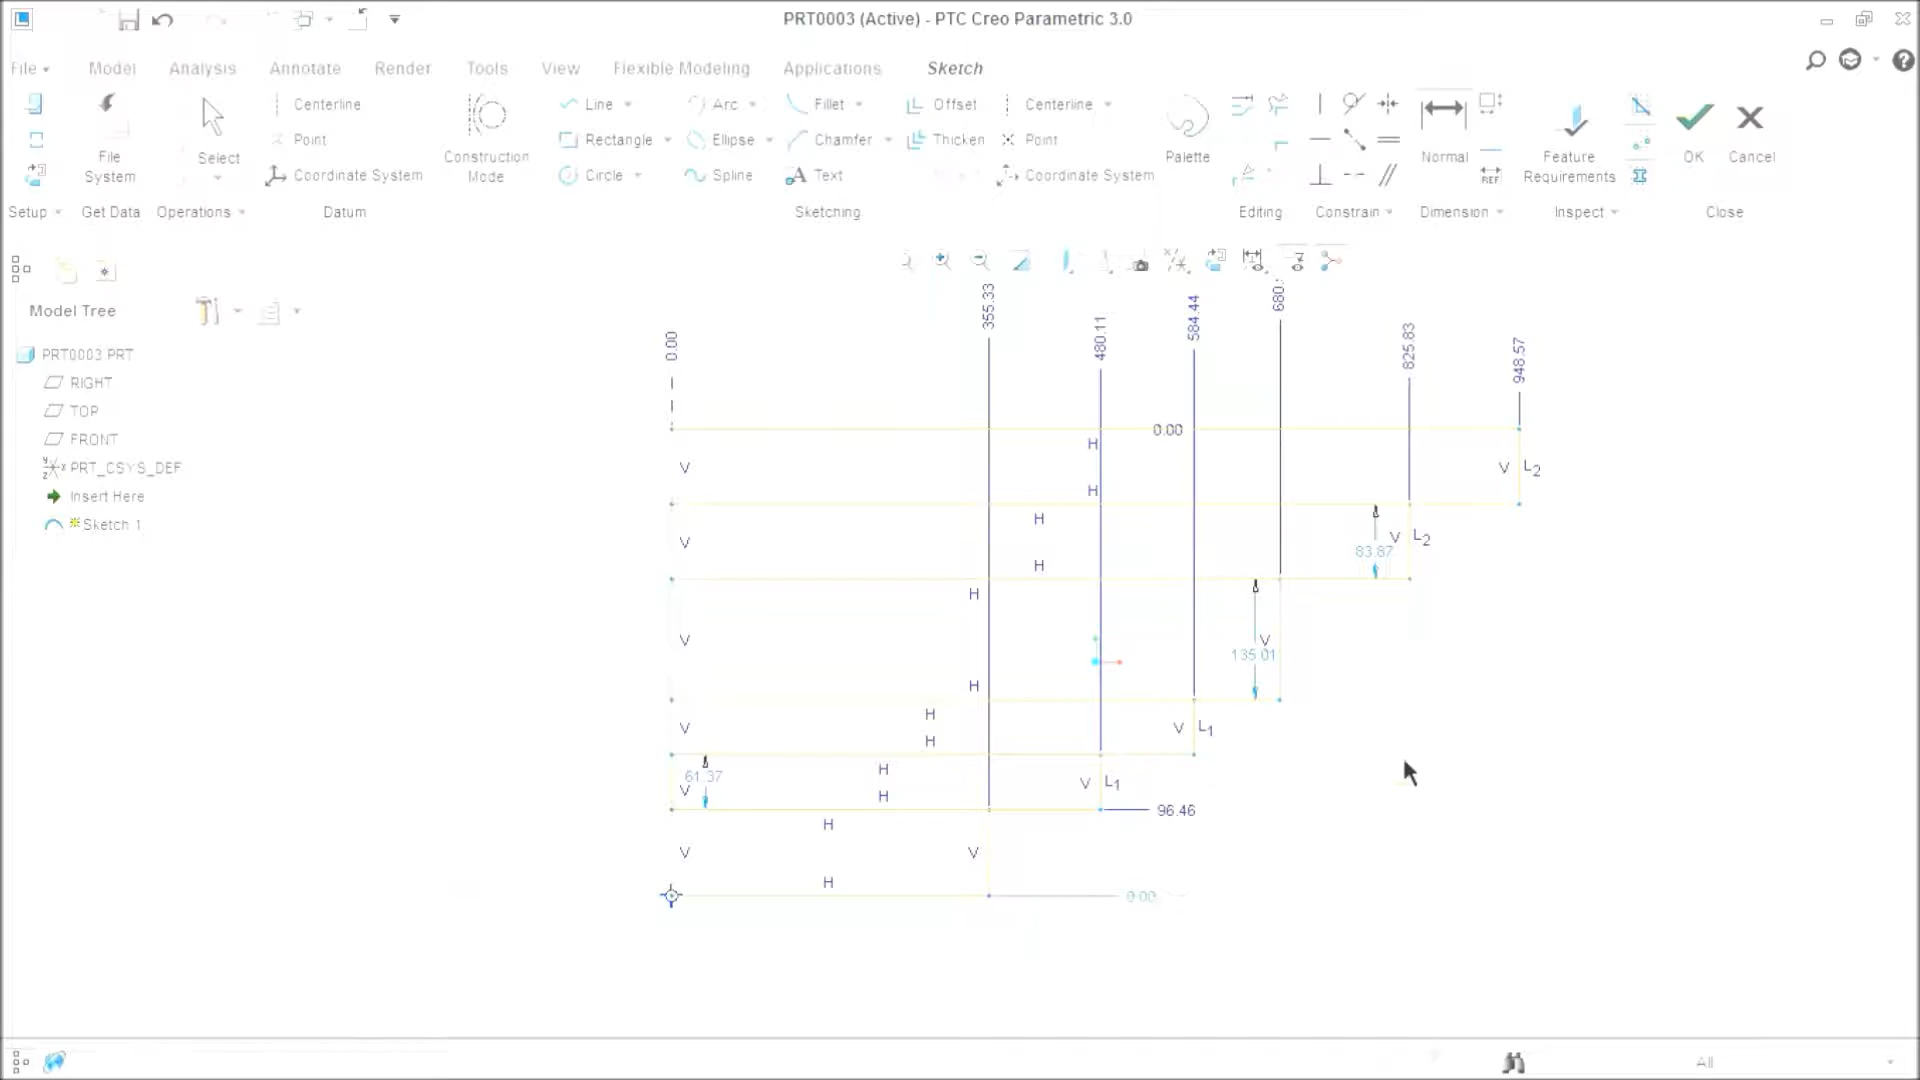 PRT0003 (Active) - PTC Creo Parametric 3.0
File Model Analysis Annotate Render Tools View Flexible Modeling Applications Sketch
Centerline Line Arc Fillet Offset Centerline
Point Rectangle Ellipse Chamfer Thicken Point
File System Select Construction Mode Palette Normal Feature Requirements OK Cancel
Coordinate System Circle Spline Text Coordinate System REF
Setup Get Data Operations Datum Sketching Editing Constrain Dimension Inspect Close
Model Tree
PRT0003 PRT
RIGHT
TOP
FRONT
PRT_CSYS_DEF
Insert Here
Sketch 1
0.00 355.33 480.11 584.44 680. 825.83 948.57
0.00
H
V V L2
H
H
V V L2
83.87
H
H
V V
135.01
H
H
V V L1
H
61.37
H
V V L1
H
96.46
H
V V
H
0.00
All